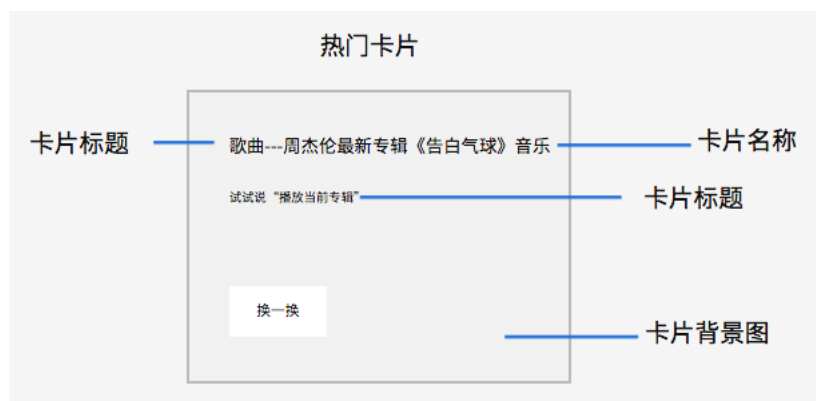 热门卡片
卡片标题
歌曲---周杰伦最新专辑《告白气球》音乐
卡片名称
试试说“播放当前专辑”
卡片标题
换一换
卡片背景图